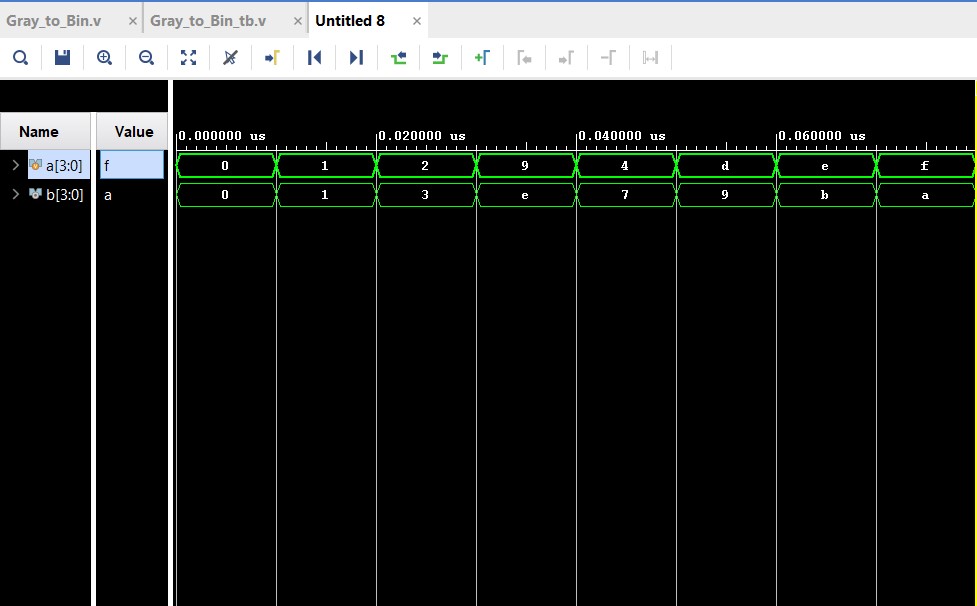 Gray_to_Bin.v × Gray_to_Bin_tb.v × Untitled 8 ×
Name Value 0.000000 us 0.020000 us 0.040000 us 0.060000 us
a[3:0] f 0 1 2 9 4 d e f
b[3:0] a 0 1 3 e 7 9 b a